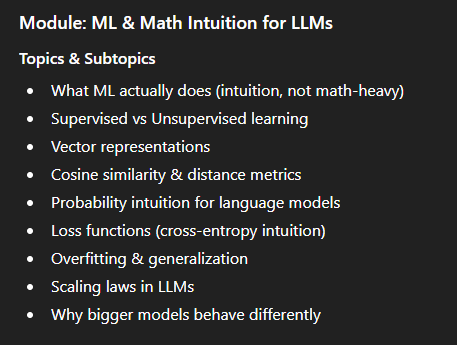 Module: ML & Math Intuition for LLMs
Topics & Subtopics
• What ML actually does (intuition, not math-heavy)
• Supervised vs Unsupervised learning
• Vector representations
• Cosine similarity & distance metrics
• Probability intuition for language models
• Loss functions (cross-entropy intuition)
• Overfitting & generalization
• Scaling laws in LLMs
• Why bigger models behave differently